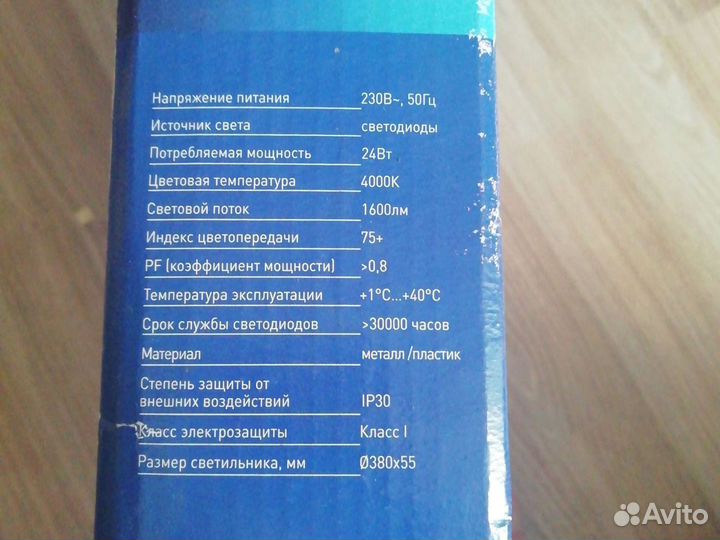 Напряжение питания 230В~, 50Гц
Источник света светодиоды
Потребляемая мощность 24Вт
Цветовая температура 4000К
Световой поток 1600лм
Индекс цветопередачи 75+
PF (коэффициент мощности) >0,8
Температура эксплуатации +1°С...+40°С
Срок службы светодиодов >30000 часов
Материал металл/пластик
Степень защиты от
внешних воздействий IP30
Класс электрозащиты Класс I
Размер светильника, мм Ø380х55
Avito